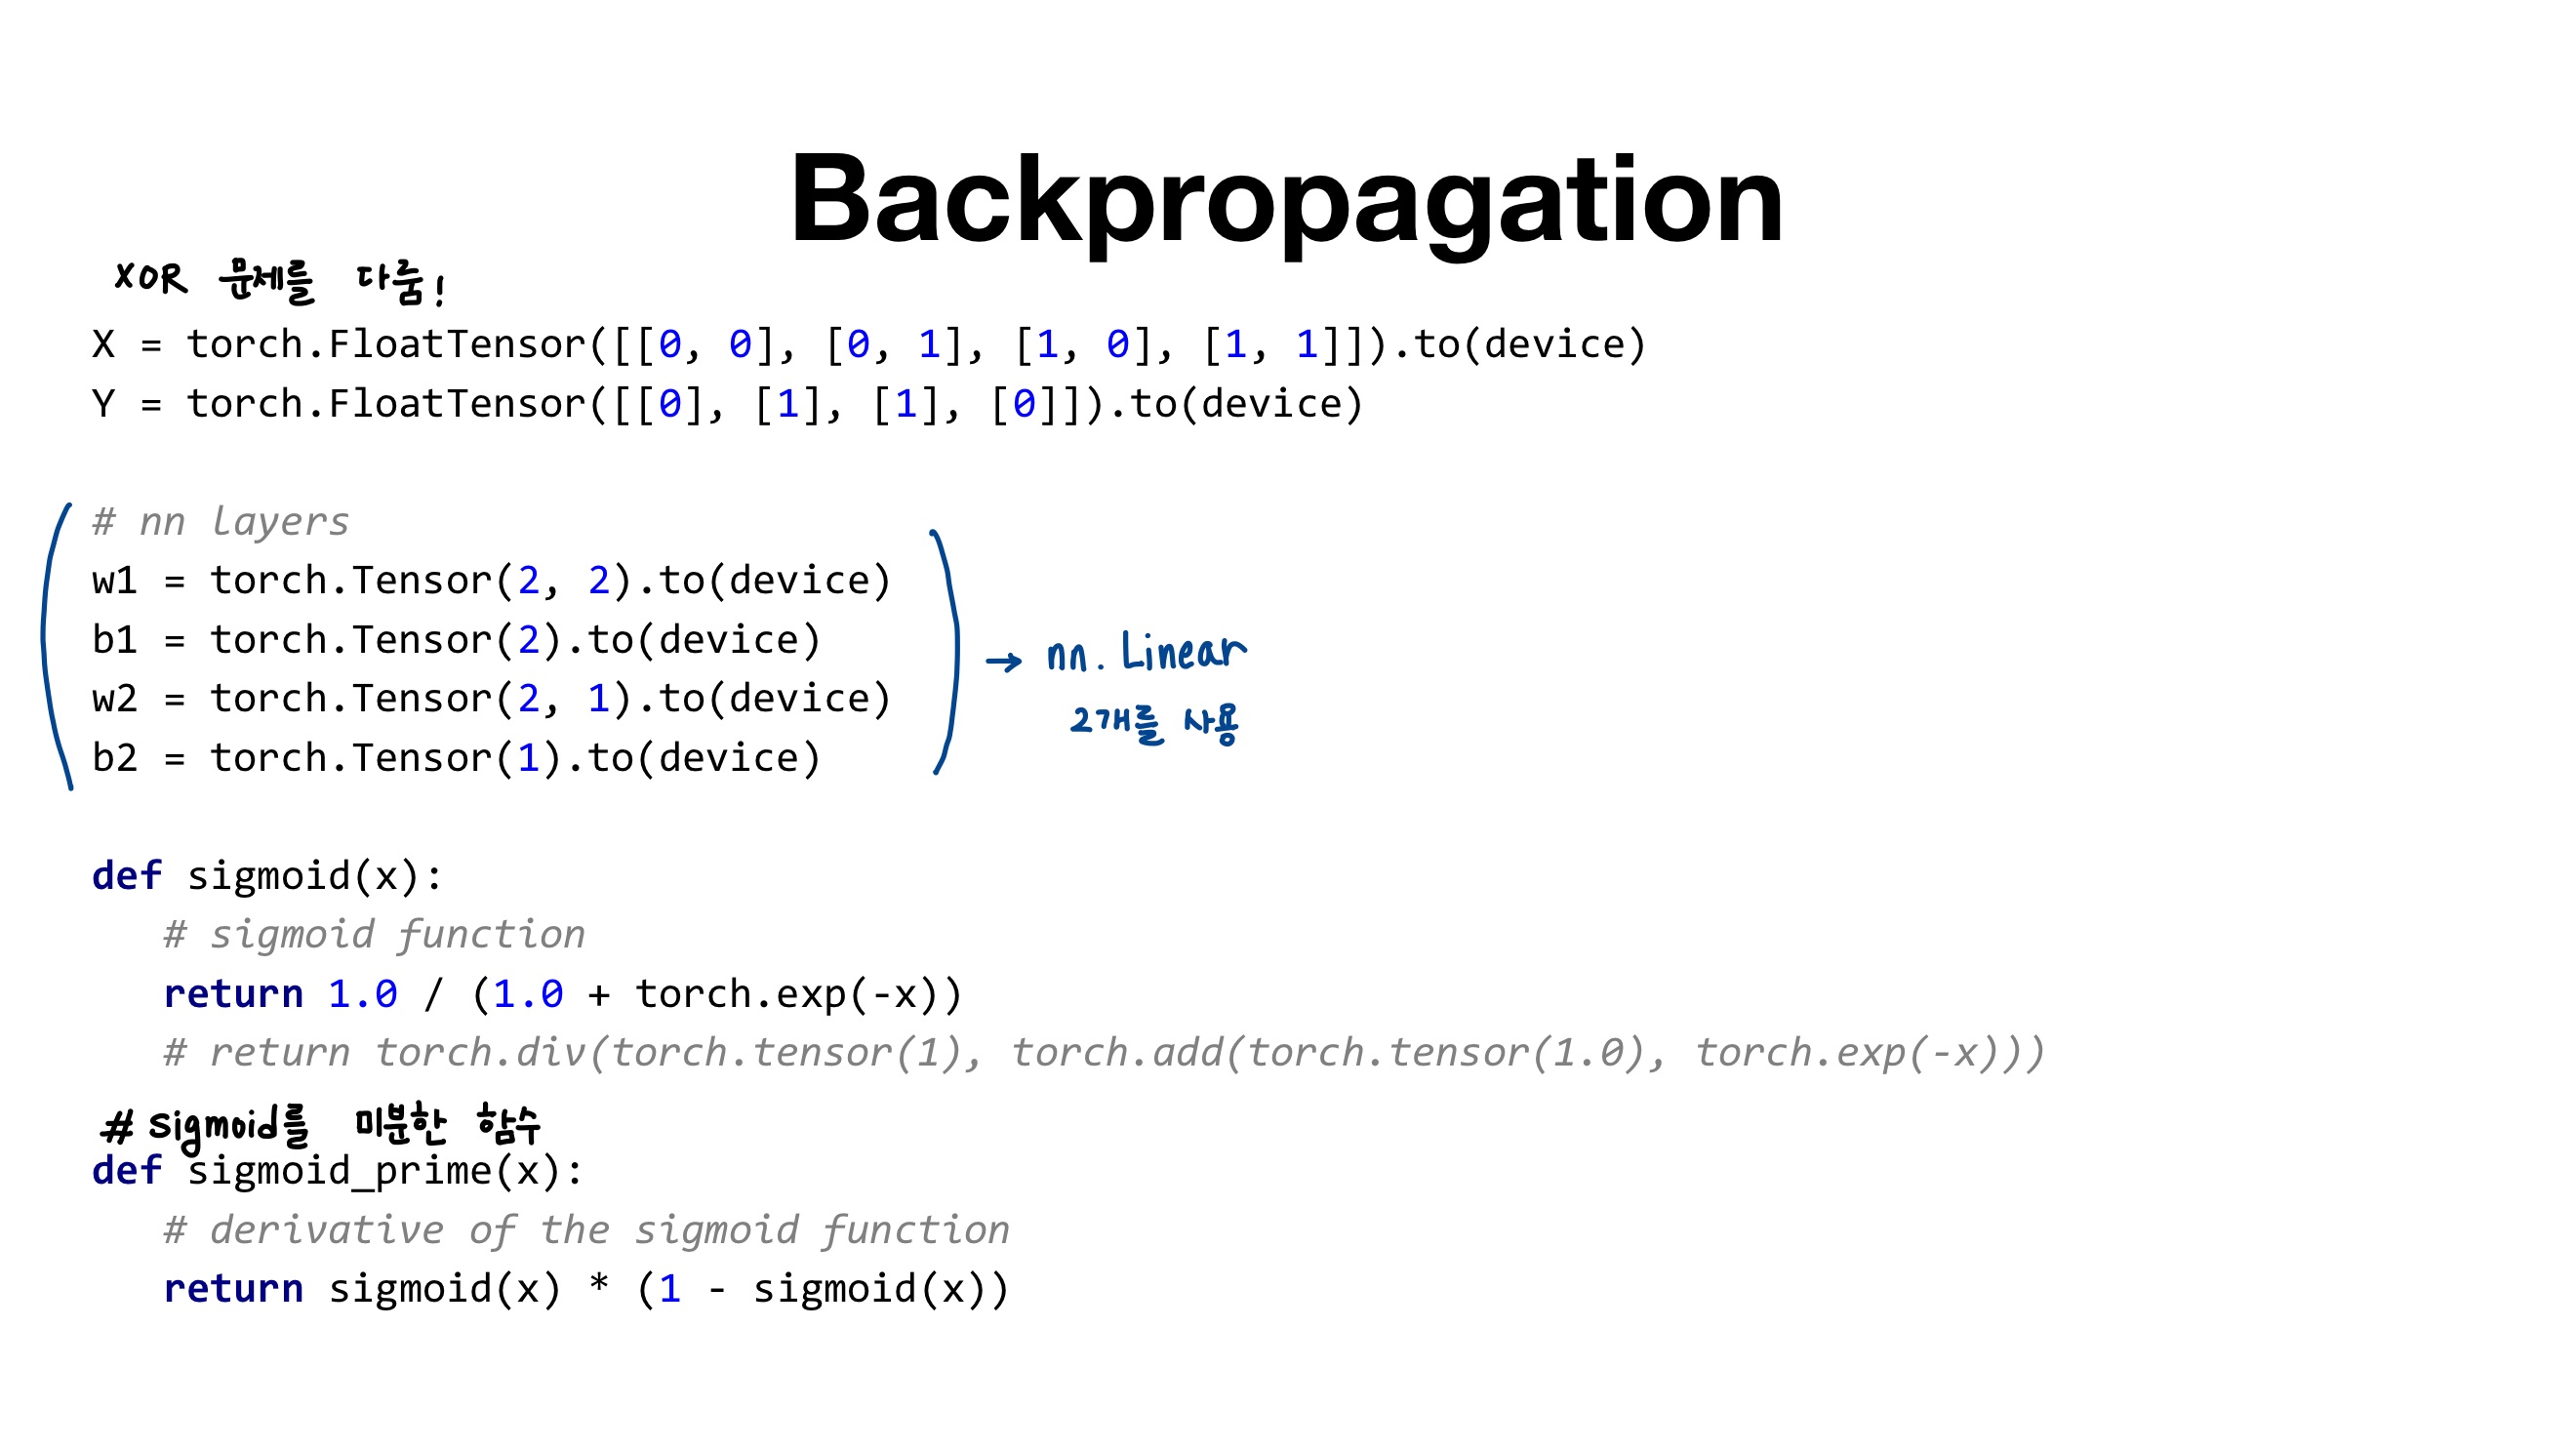 Backpropagation
XOR 문제를 다룸!
X = torch.FloatTensor([[0, 0], [0, 1], [1, 0], [1, 1]]).to(device)
Y = torch.FloatTensor([[0], [1], [1], [0]]).to(device)
# nn layers
w1 = torch.Tensor(2, 2).to(device)
b1 = torch.Tensor(2).to(device)
→ nn. Linear
w2 = torch.Tensor(2, 1).to(device)
2개를 사용
b2 = torch.Tensor(1).to(device)
def sigmoid(x):
# sigmoid function
return 1.0 / (1.0 + torch.exp(-x))
# return torch.div(torch.tensor(1), torch.add(torch.tensor(1.0), torch.exp(-x)))
# sigmoid를 미분한 함수
def sigmoid_prime(x):
# derivative of the sigmoid function
return sigmoid(x) * (1 - sigmoid(x))